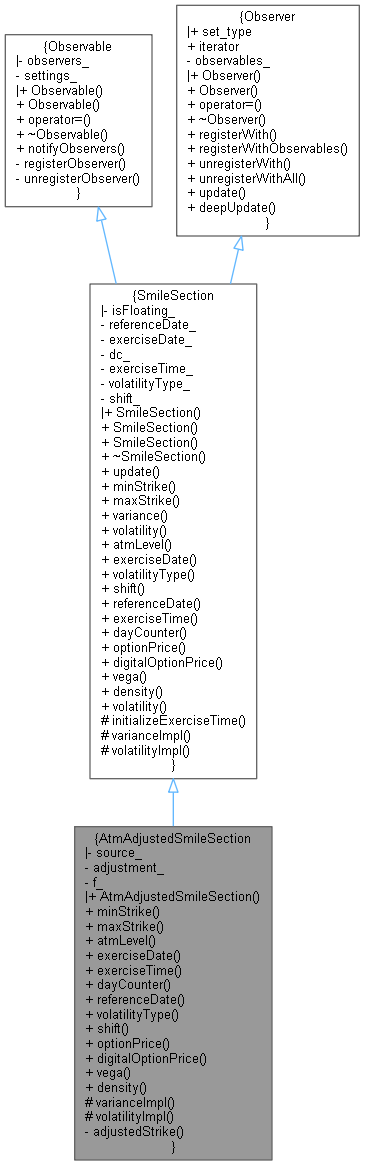 {Observable
|- observers_
- settings_
|+ Observable()
+ Observable()
+ operator=()
+ ~Observable()
+ notifyObservers()
- registerObserver()
- unregisterObserver()
}
{Observer
|+ set_type
+ iterator
- observables_
|+ Observer()
+ Observer()
+ operator=()
+ ~Observer()
+ registerWith()
+ registerWithObservables()
+ unregisterWith()
+ unregisterWithAll()
+ update()
+ deepUpdate()
}
{SmileSection
|- isFloating_
- referenceDate_
- exerciseDate_
- dc_
- exerciseTime_
- volatilityType_
- shift_
|+ SmileSection()
+ SmileSection()
+ SmileSection()
+ ~SmileSection()
+ update()
+ minStrike()
+ maxStrike()
+ variance()
+ volatility()
+ atmLevel()
+ exerciseDate()
+ volatilityType()
+ shift()
+ referenceDate()
+ exerciseTime()
+ dayCounter()
+ optionPrice()
+ digitalOptionPrice()
+ vega()
+ density()
+ volatility()
# initializeExerciseTime()
# varianceImpl()
# volatilityImpl()
}
{AtmAdjustedSmileSection
|- source_
- adjustment_
- f_
|+ AtmAdjustedSmileSection()
+ minStrike()
+ maxStrike()
+ atmLevel()
+ exerciseDate()
+ exerciseTime()
+ dayCounter()
+ referenceDate()
+ volatilityType()
+ shift()
+ optionPrice()
+ digitalOptionPrice()
+ vega()
+ density()
# varianceImpl()
# volatilityImpl()
- adjustedStrike()
}